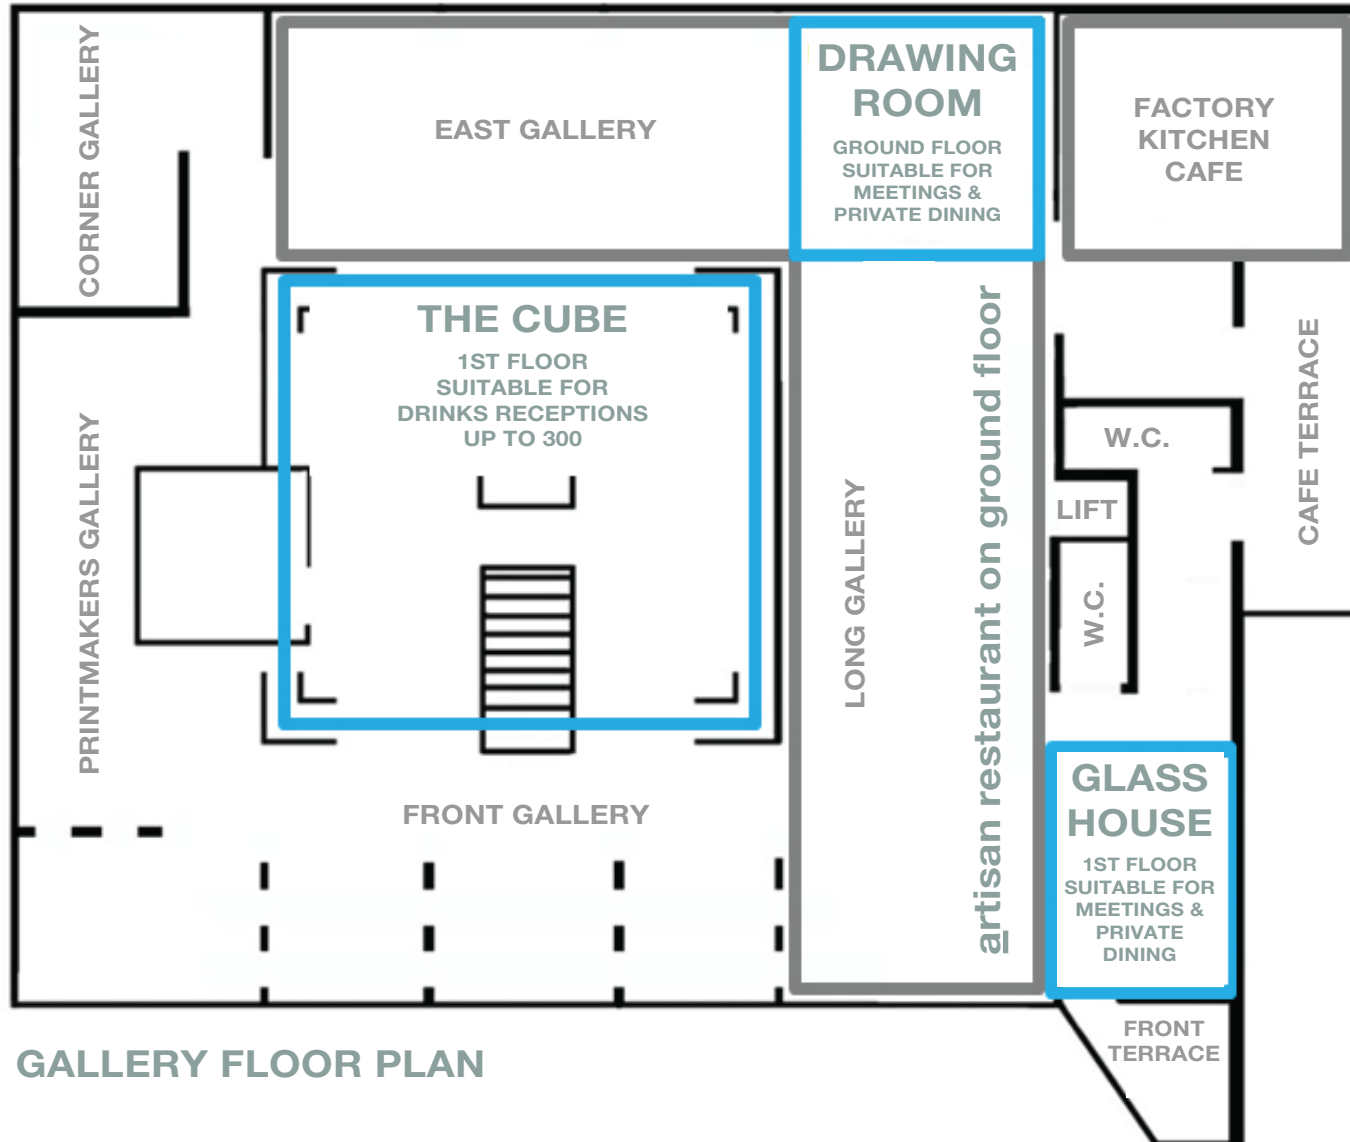 CORNER GALLERY
EAST GALLERY
DRAWING
ROOM
GROUND FLOOR
SUITABLE FOR
MEETINGS &
PRIVATE DINING
FACTORY
KITCHEN
CAFE
THE CUBE
1ST FLOOR
SUITABLE FOR
DRINKS RECEPTIONS
UP TO 300
PRINTMAKERS GALLERY
LONG GALLERY
artisan restaurant on ground floor
W.C.
LIFT
W.C.
CAFE TERRACE
FRONT GALLERY
GLASS
HOUSE
1ST FLOOR
SUITABLE FOR
MEETINGS &
PRIVATE
DINING
FRONT
TERRACE
GALLERY FLOOR PLAN